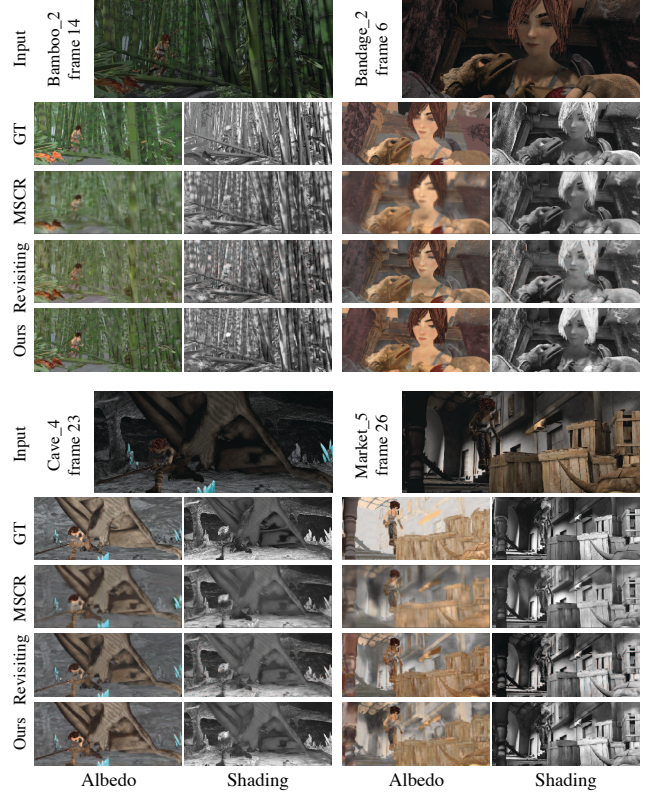 Input
Bamboo_2
frame 14
Bandage_2
frame 6
GT
MSCR
Revisiting
Ours
Input
Cave_4
frame 23
Market_5
frame 26
GT
MSCR
Revisiting
Ours
Albedo
Shading
Albedo
Shading